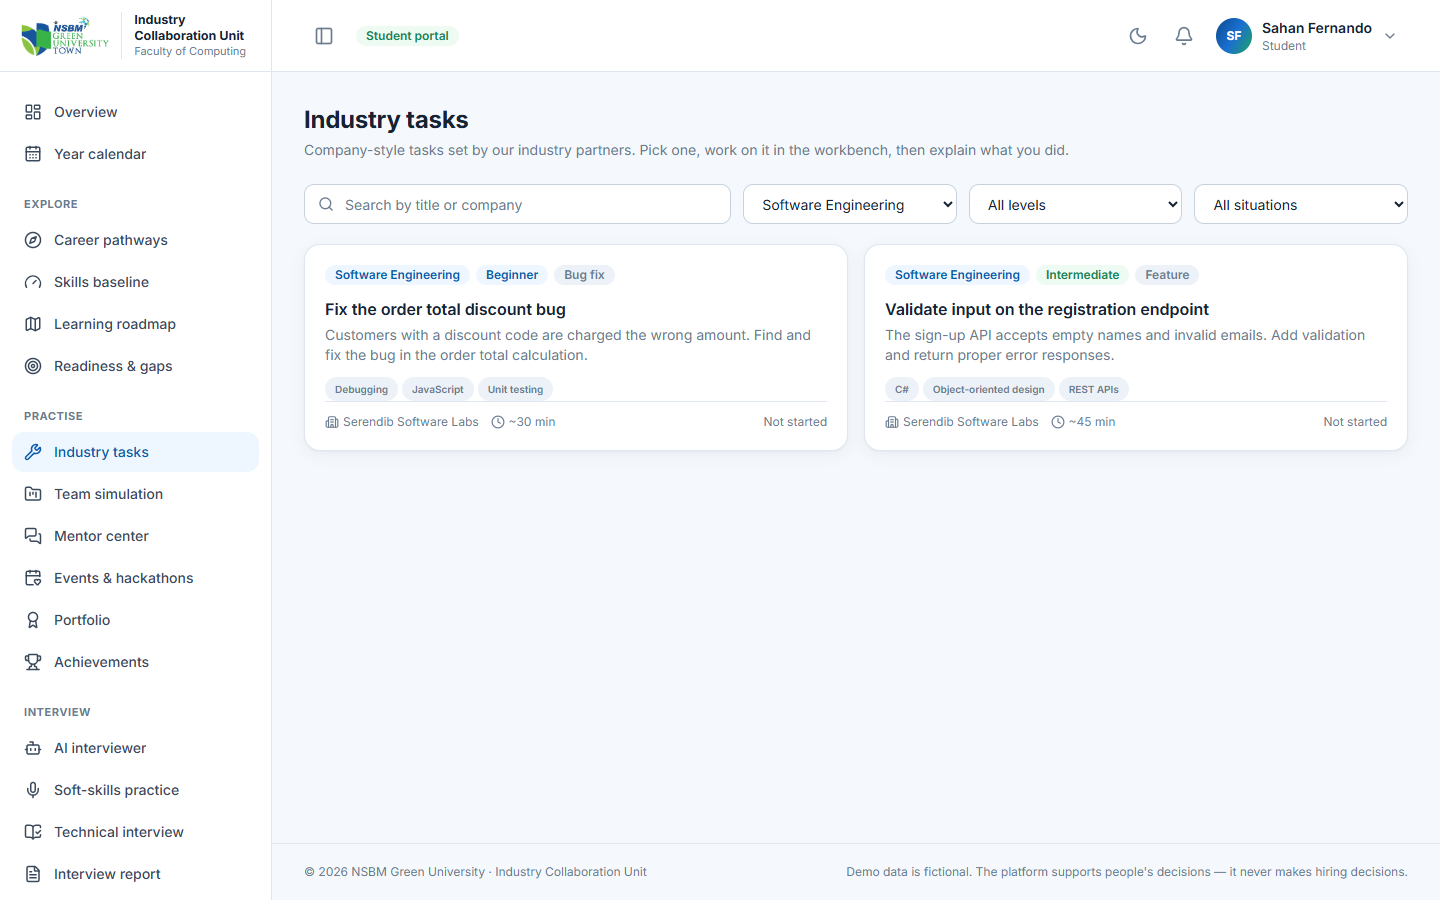 NSBM
GREEN
UNIVERSITY
TOWN
Industry
Collaboration Unit
Faculty of Computing
Student portal
SF
Sahan Fernando
Student
Overview
Year calendar
EXPLORE
Career pathways
Skills baseline
Learning roadmap
Readiness & gaps
PRACTISE
Industry tasks
Team simulation
Mentor center
Events & hackathons
Portfolio
Achievements
INTERVIEW
AI interviewer
Soft-skills practice
Technical interview
Interview report
Industry tasks
Company-style tasks set by our industry partners. Pick one, work on it in the workbench, then explain what you did.
Search by title or company
Software Engineering
All levels
All situations
Software Engineering Beginner Bug fix
Fix the order total discount bug
Customers with a discount code are charged the wrong amount. Find and
fix the bug in the order total calculation.
Debugging JavaScript Unit testing
Serendib Software Labs ~30 min Not started
Software Engineering Intermediate Feature
Validate input on the registration endpoint
The sign-up API accepts empty names and invalid emails. Add validation
and return proper error responses.
C# Object-oriented design REST APIs
Serendib Software Labs ~45 min Not started
© 2026 NSBM Green University · Industry Collaboration Unit
Demo data is fictional. The platform supports people's decisions — it never makes hiring decisions.